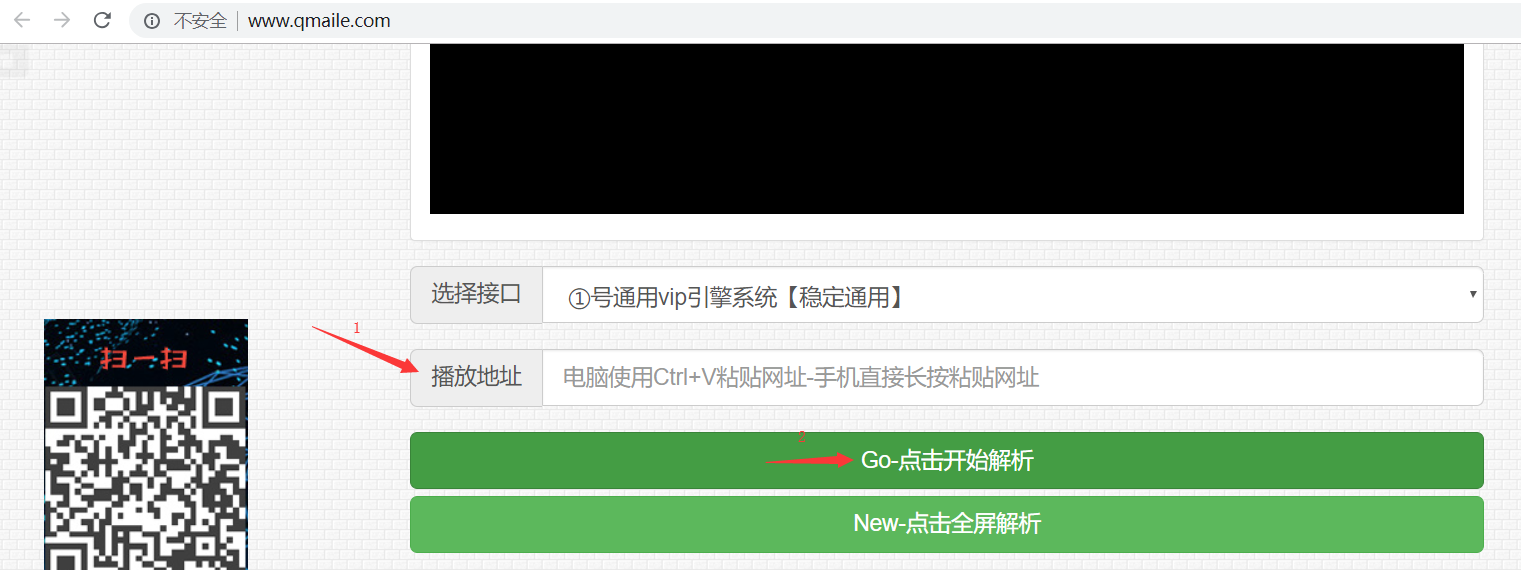 不安全 www.qmaile.com
选择接口 ①号通用vip引擎系统【稳定通用】
扫一扫
1
播放地址 电脑使用Ctrl+V粘贴网址-手机直接长按粘贴网址
Go-点击开始解析
New-点击全屏解析